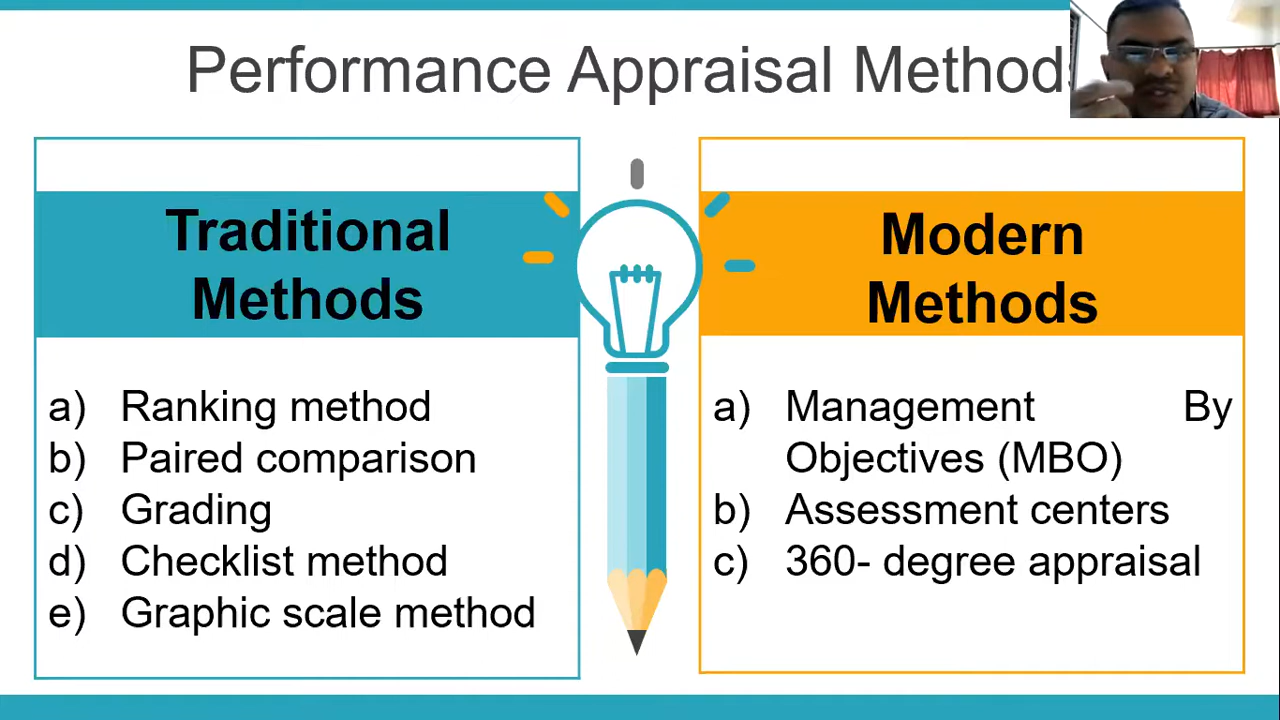 Performance Appraisal Methods
Traditional
Methods
a) Ranking method
b) Paired comparison
c) Grading
d) Checklist method
e) Graphic scale method
Modern
Methods
a) Management By
Objectives (MBO)
b) Assessment centers
c) 360- degree appraisal